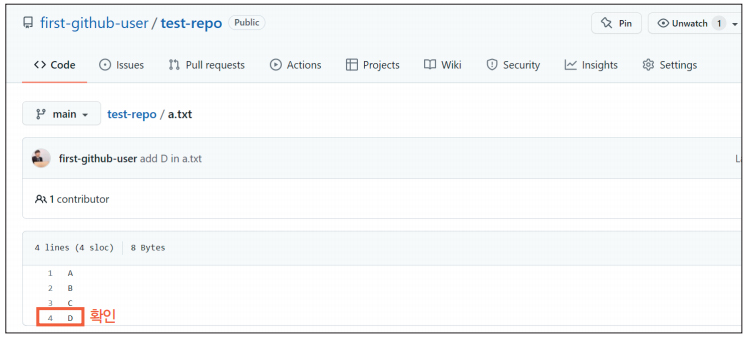 first-github-user / test-repo Public Pin Unwatch 1
Code Issues Pull requests Actions Projects Wiki Security Insights Settings
main test-repo / a.txt
first-github-user add D in a.txt
1 contributor
4 lines (4 sloc) 8 Bytes
1 A
2 B
3 C
4 D 확인